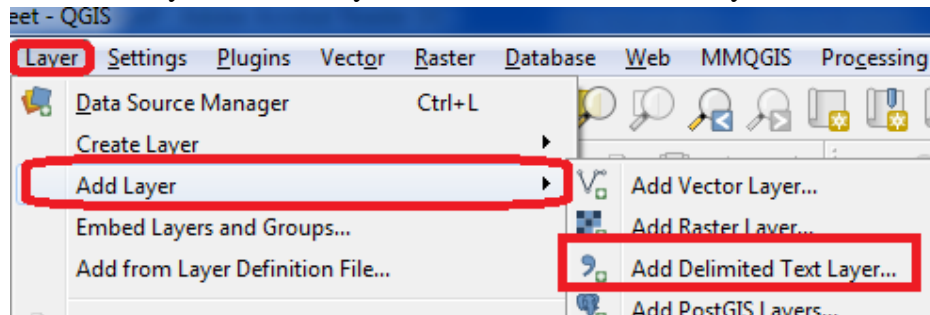 eet - QGIS
Layer Settings Plugins Vector Raster Database Web MMQGIS Processing
Data Source Manager Ctrl+L
Create Layer
Add Layer
Add Vector Layer...
Embed Layers and Groups...
Add Raster Layer...
Add from Layer Definition File...
Add Delimited Text Layer...
Add PostGIS Layers...